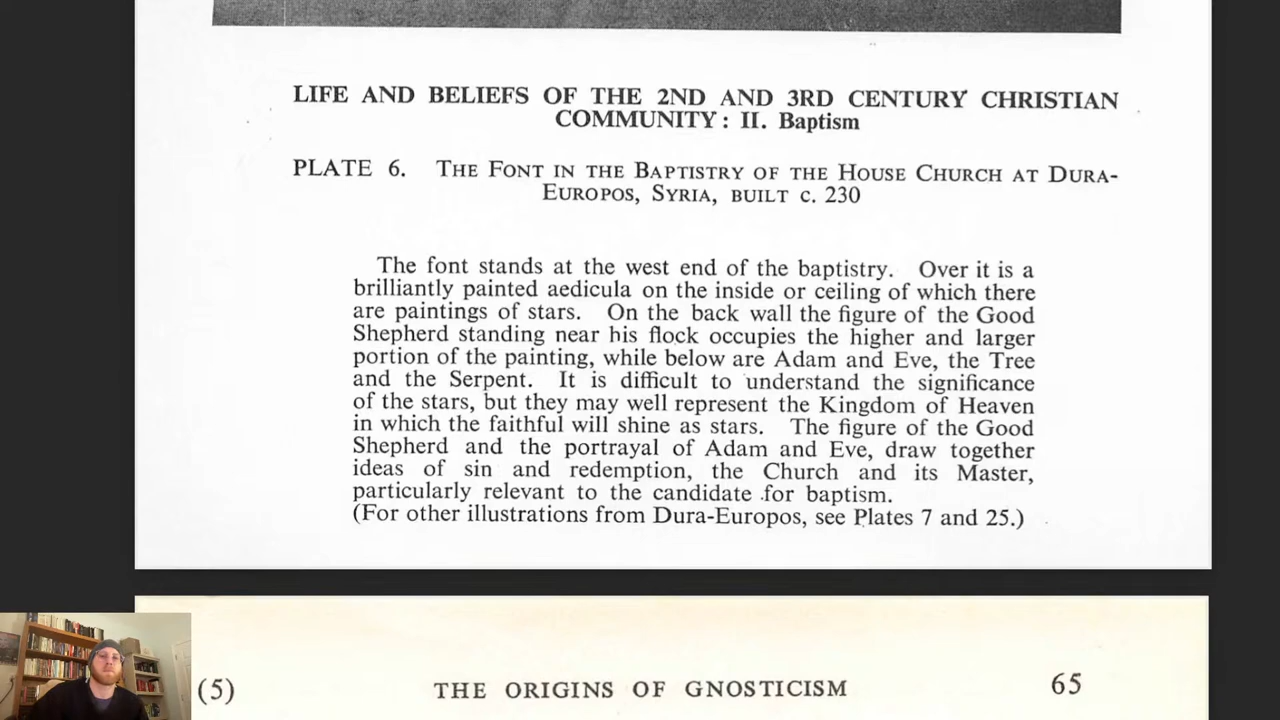 LIFE AND BELIEFS OF THE 2ND AND 3RD CENTURY CHRISTIAN
COMMUNITY: II. Baptism
PLATE 6. THE FONT IN THE BAPTISTRY OF THE HOUSE CHURCH AT DURA-
EUROPOS, SYRIA, BUILT c. 230
The font stands at the west end of the baptistry. Over it is a
brilliantly painted aedicula on the inside or ceiling of which there
are paintings of stars. On the back wall the figure of the Good
Shepherd standing near his flock occupies the higher and larger
portion of the painting, while below are Adam and Eve, the Tree
and the Serpent. It is difficult to understand the significance
of the stars, but they may well represent the Kingdom of Heaven
in which the faithful will shine as stars. The figure of the Good
Shepherd and the portrayal of Adam and Eve, draw together
ideas of sin and redemption, the Church and its Master,
particularly relevant to the candidate for baptism.
(For other illustrations from Dura-Europos, see Plates 7 and 25.)
(5) THE ORIGINS OF GNOSTICISM 65